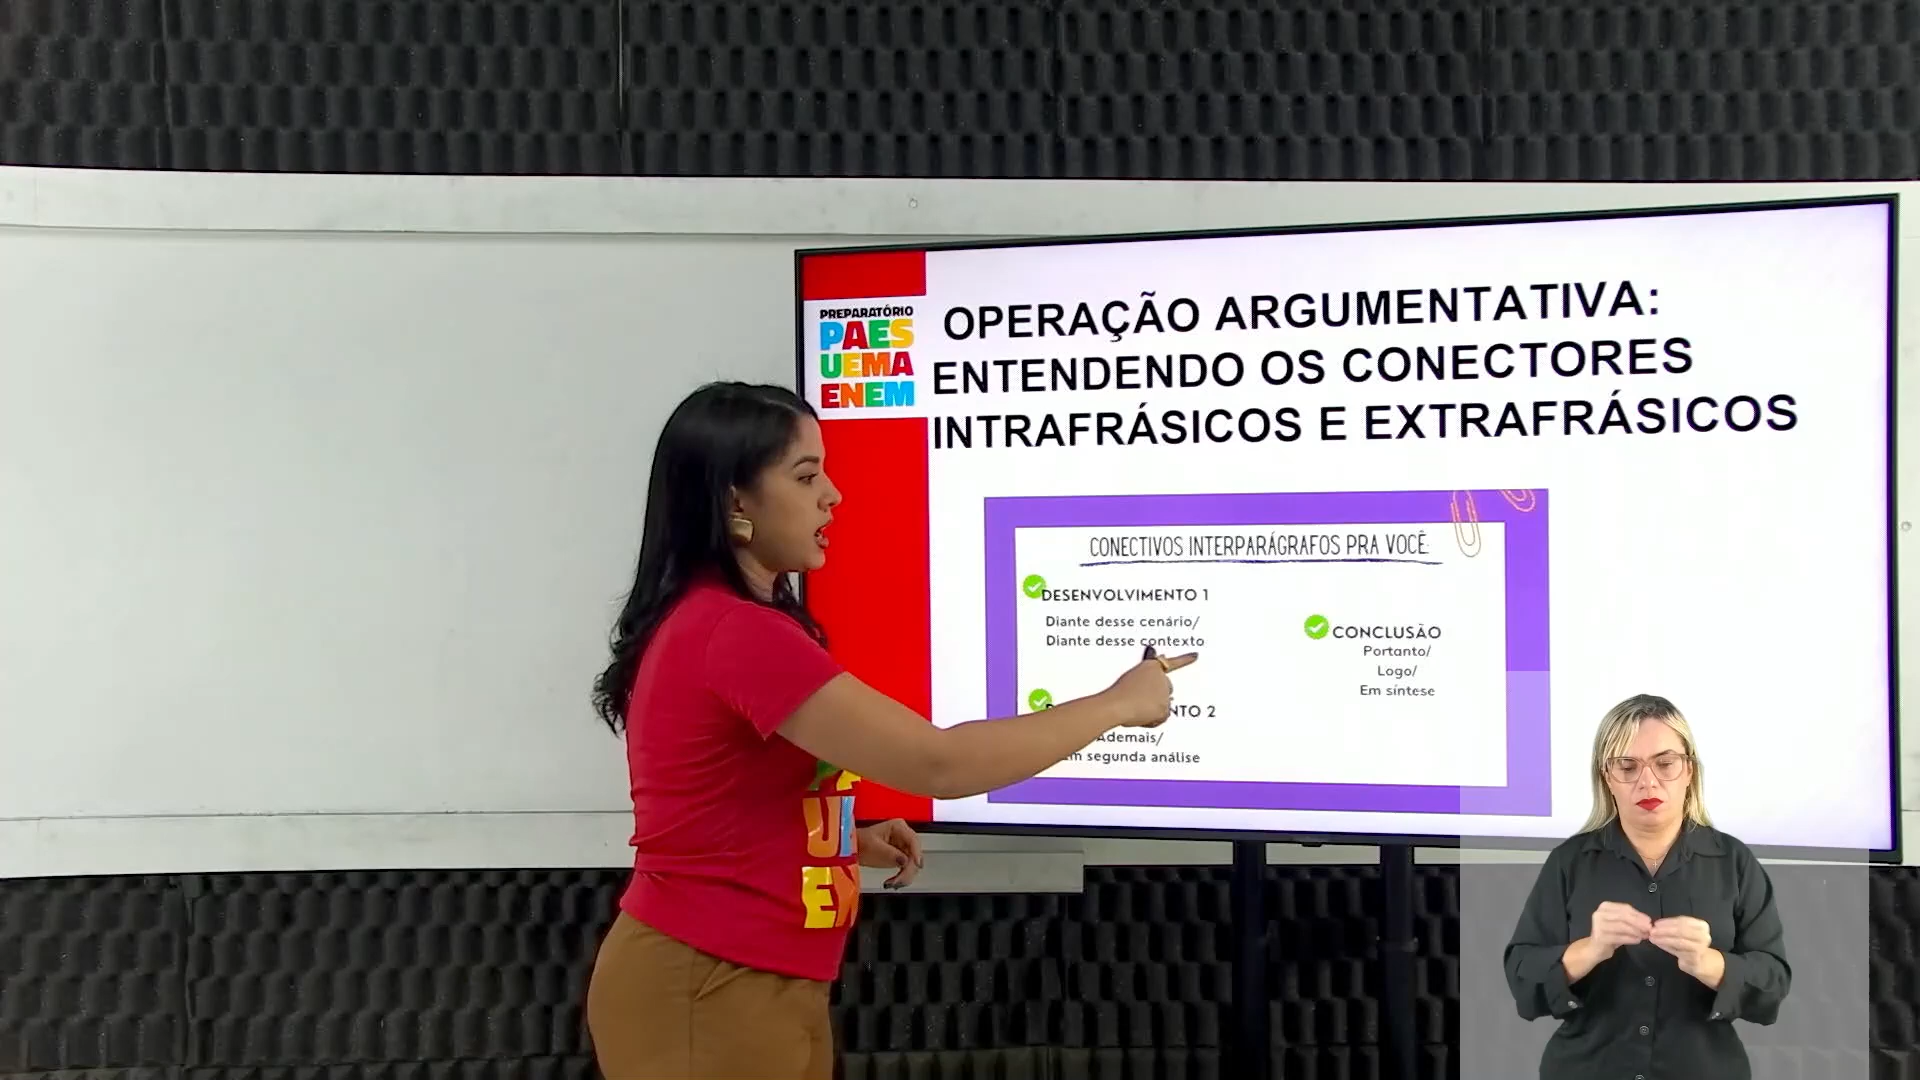 PREPARATÓRIO
PAES
UEMA
ENEM
OPERAÇÃO ARGUMENTATIVA:
ENTENDENDO OS CONECTORES
INTRAFRÁSICOS E EXTRAFRÁSICOS
CONECTIVOS INTERPARÁGRAFOS PRA VOCÊ:
DESENVOLVIMENTO 1
Diante desse cenário/
Diante desse contexto
NTO 2
Ademais/
segunda análise
CONCLUSÃO
Portanto/
Logo/
Em síntese